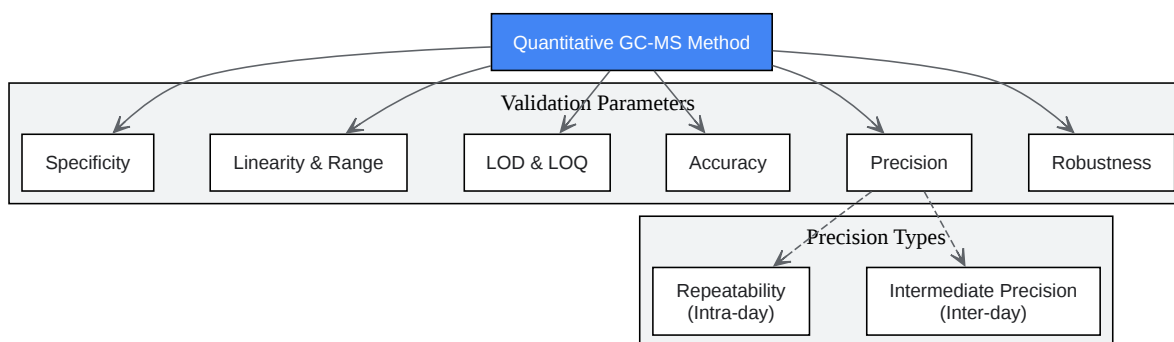 Quantitative GC-MS Method
Validation Parameters
Specificity
Linearity & Range
LOD & LOQ
Accuracy
Precision
Robustness
Precision Types
Repeatability
(Intra-day)
Intermediate Precision
(Inter-day)